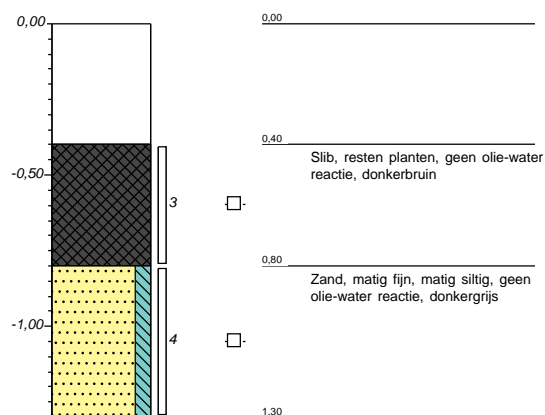 0,00
0,00
0,40
Slib, resten planten, geen olie-water
reactie, donkerbruin
-0,50
3
0,80
Zand, matig fijn, matig siltig, geen
olie-water reactie, donkergrijs
-1,00
4
1,30